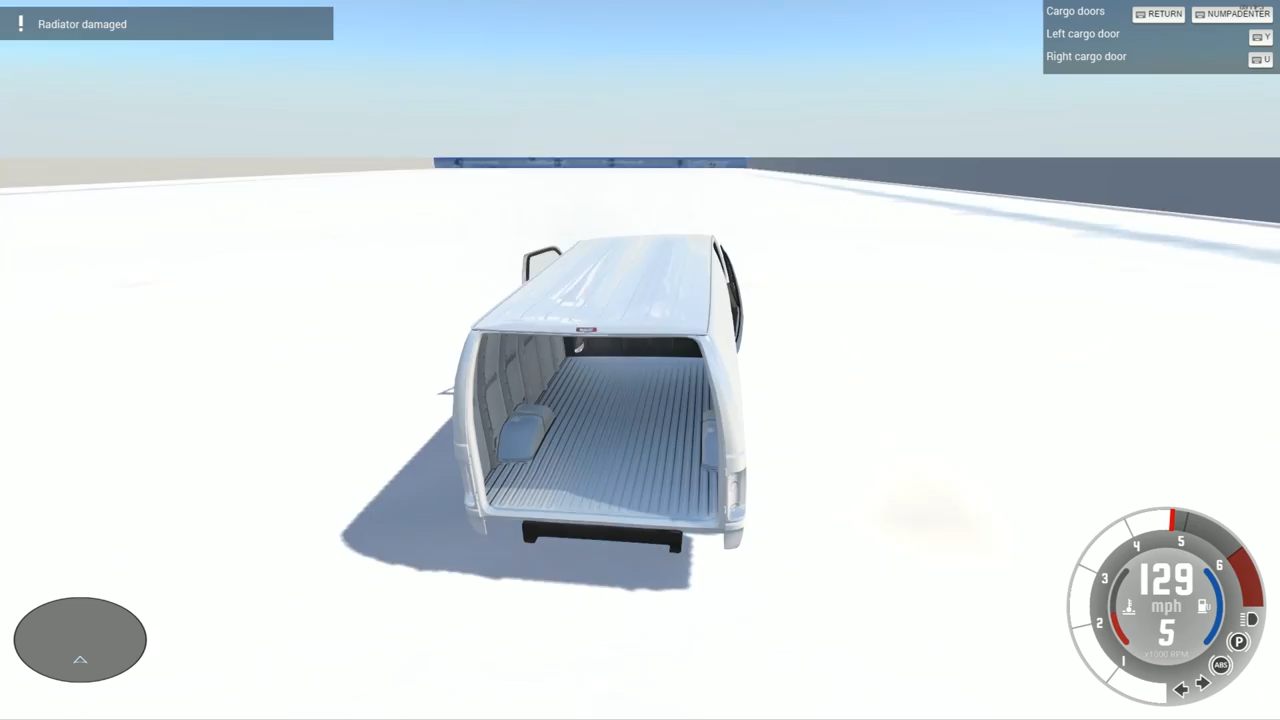 Radiator damaged
Cargo doors
RETURN
NUMPADENTER
Left cargo door
Y
Right cargo door
U
1
2
3
4
5
6
129
mph
5
x1000 RPM
P
ABS